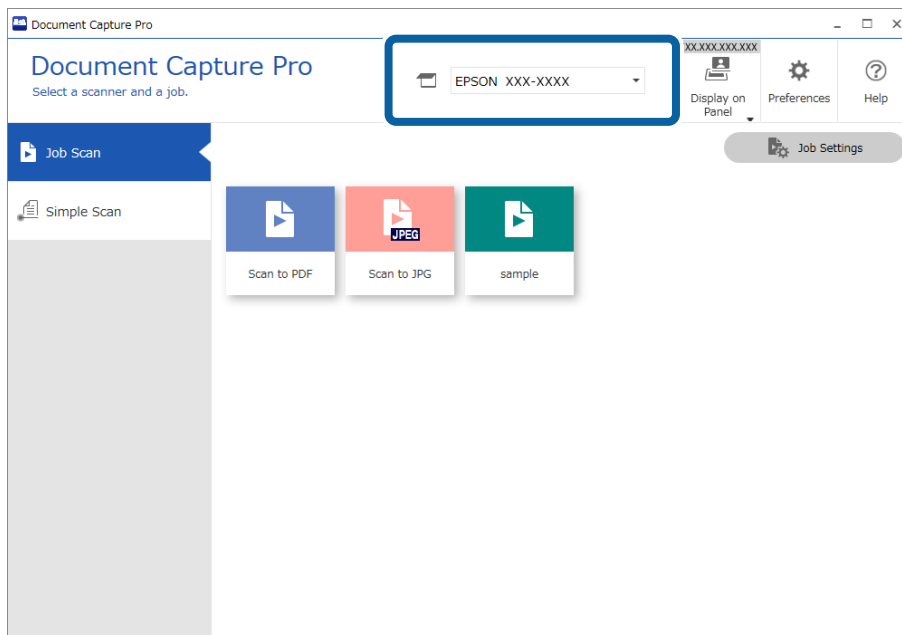 Document Capture Pro
Document Capture Pro
Select a scanner and a job.
EPSON XXX-XXXX
XX.XXX.XXX.XXX
Display on
Panel
Preferences
Help
Job Scan
Job Settings
Simple Scan
JPEG
Scan to PDF
Scan to JPG
sample